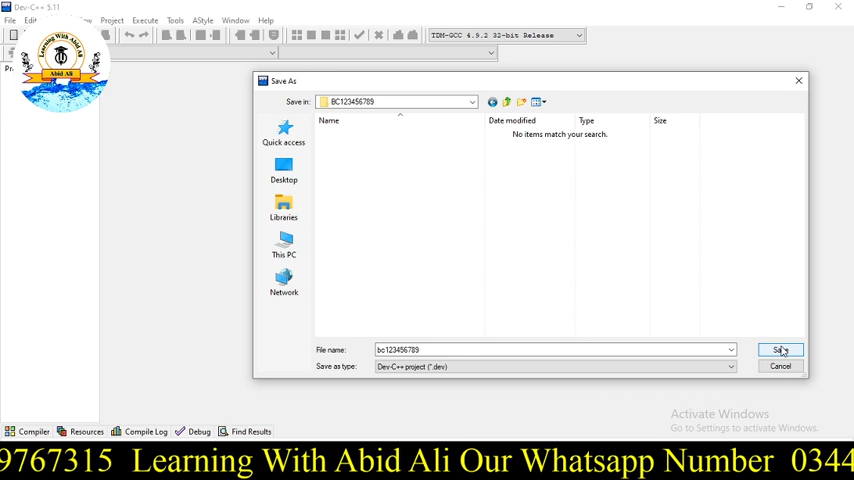 Dev-C++ 5.11
File Edit Project Execute Tools AStyle Window Help
TDM-GCC 4.9.2 32-bit Release
Learning With Abid Ali
Abid Ali
Save As
Save in: BC123456789
Name Date modified Type Size
No items match your search.
Quick access
Desktop
Libraries
This PC
Network
File name: bc123456789 Save
Save as type: Dev-C++ project (*.dev) Cancel
Activate Windows
Go to Settings to activate Windows.
Compiler Resources Compile Log Debug Find Results
9767315 Learning With Abid Ali Our Whatsapp Number 0344